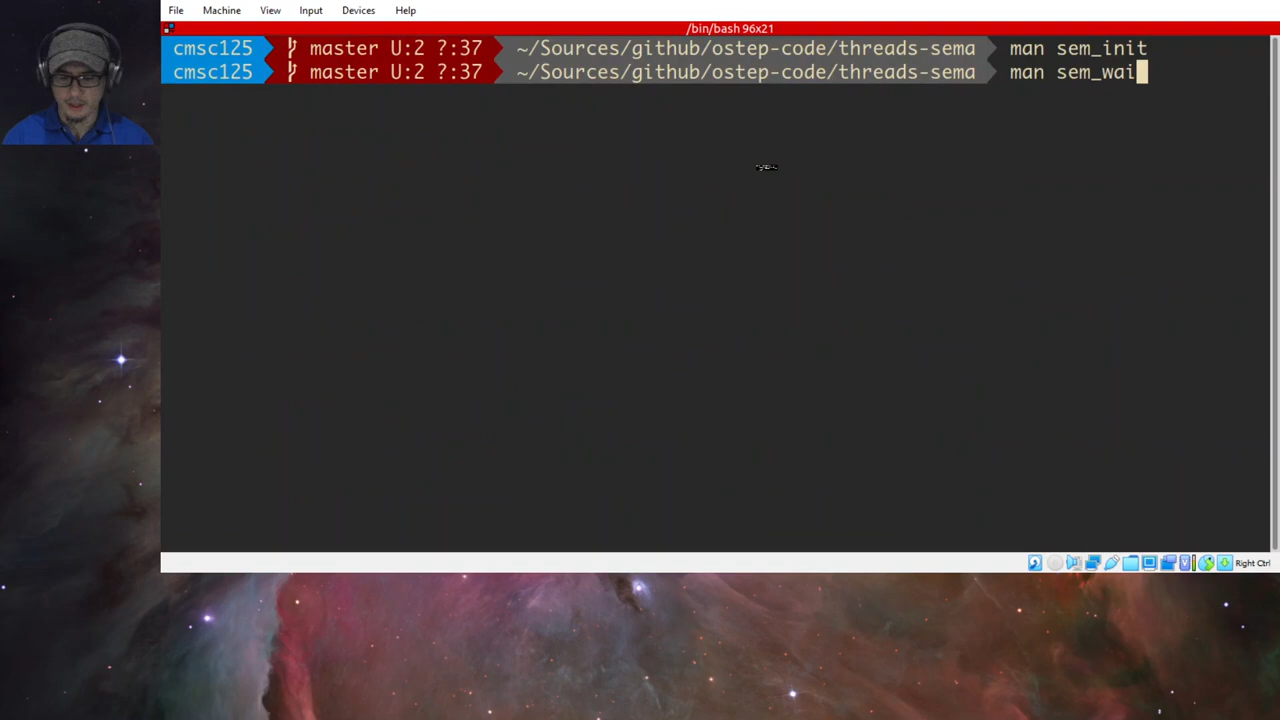 File Machine View Input Devices Help
/bin/bash 96x21
cmsc125 master U:2 ?:37 ~/Sources/github/ostep-code/threads-sema man sem_init
cmsc125 master U:2 ?:37 ~/Sources/github/ostep-code/threads-sema man sem_wai
Right Ctrl